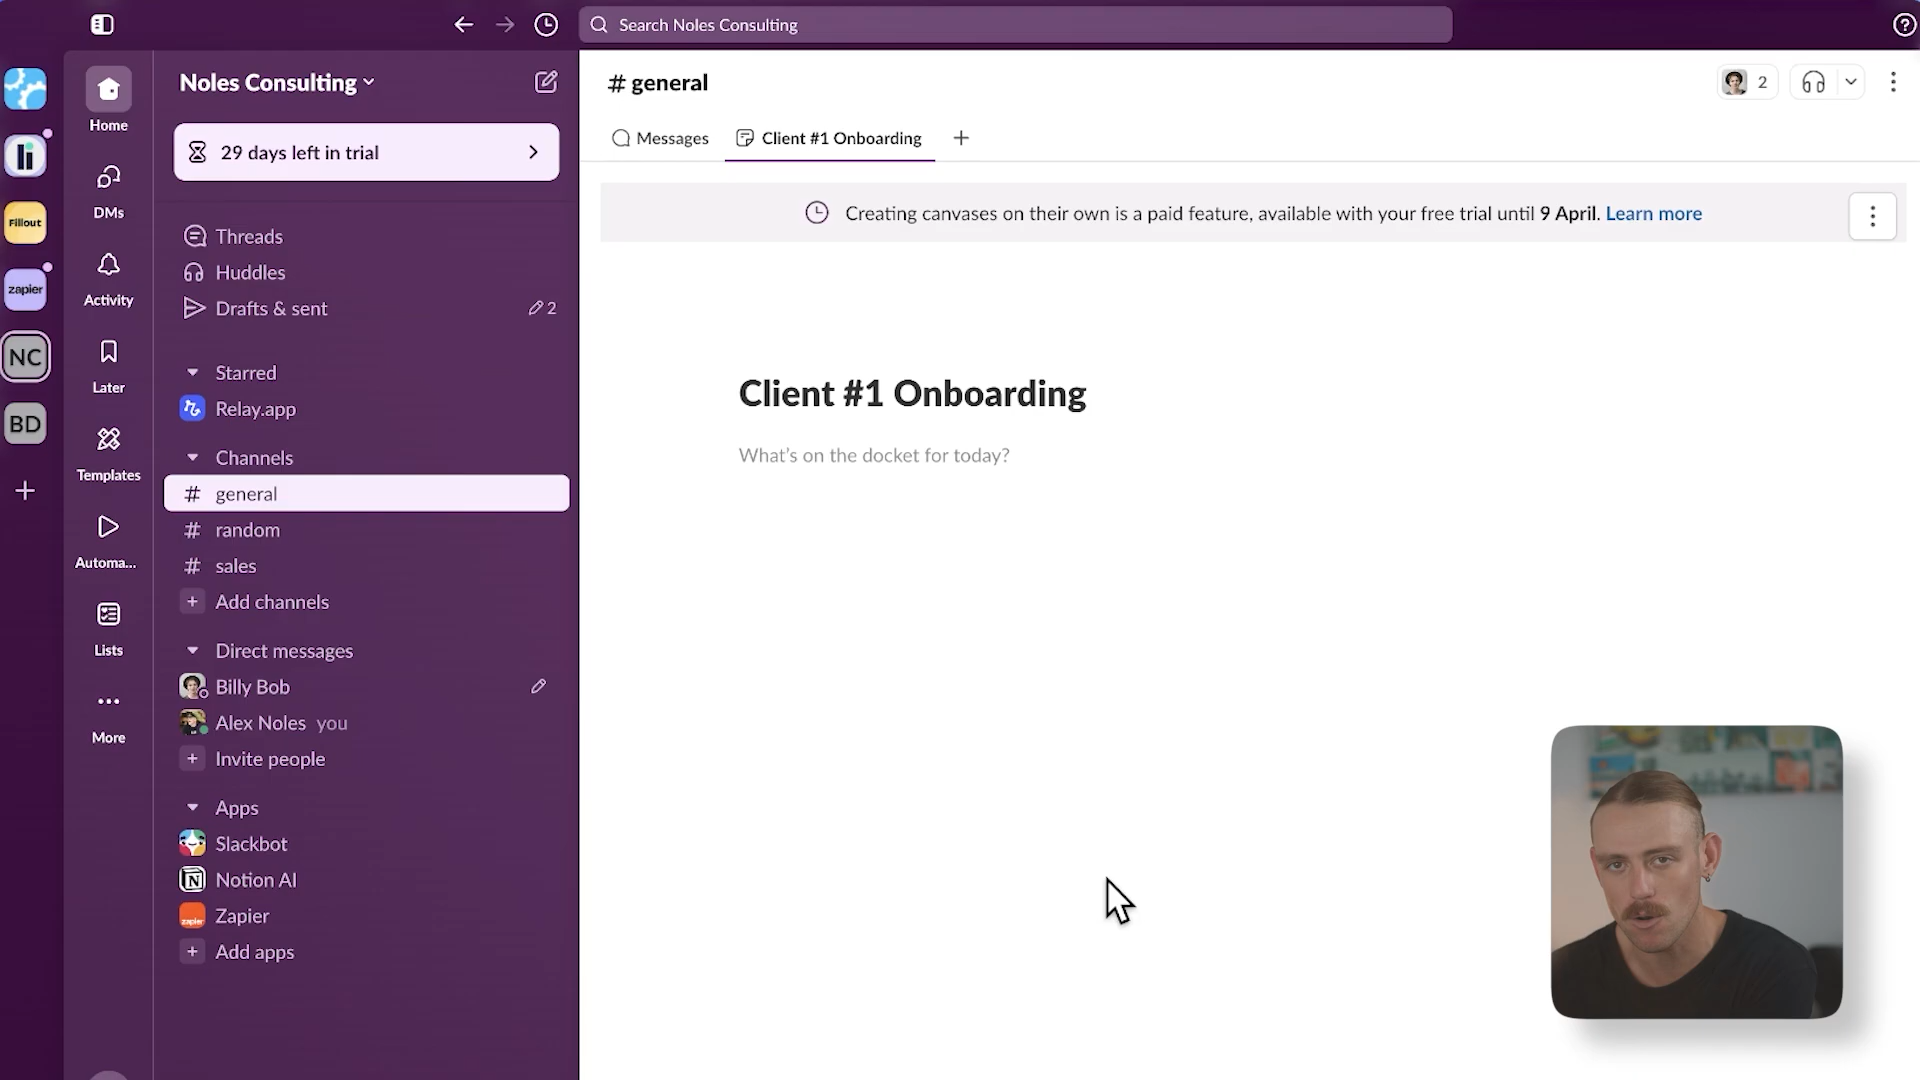 Search Noles Consulting
Noles Consulting
29 days left in trial
Threads
Huddles
Drafts & sent
2
Starred
Relay.app
Channels
# general
# random
# sales
+ Add channels
Direct messages
Billy Bob
Alex Noles you
+ Invite people
Apps
Slackbot
Notion AI
Zapier
+ Add apps
Home
DMs
Activity
Later
Templates
Automa...
Lists
More
li
Fillout
zapier
NC
BD
# general
2
Messages
Client #1 Onboarding
Creating canvases on their own is a paid feature, available with your free trial until 9 April. Learn more
Client #1 Onboarding
What's on the docket for today?
zapier